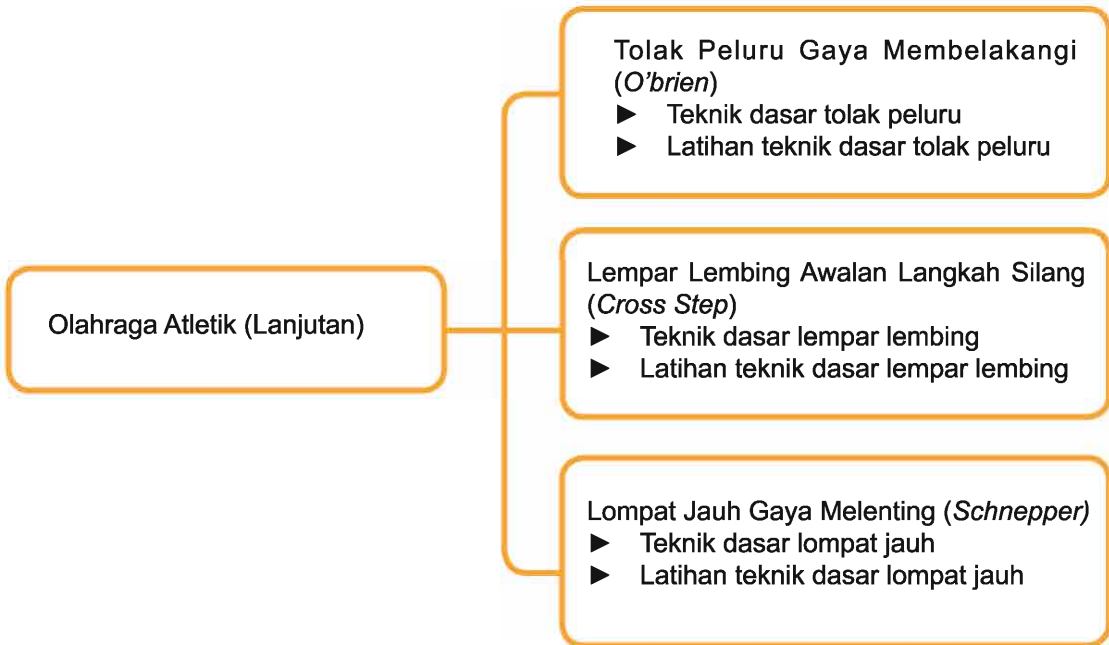 Tolak Peluru Gaya Membelakangi
(O'brien)
► Teknik dasar tolak peluru
► Latihan teknik dasar tolak peluru
Olahraga Atletik (Lanjutan)
Lempar Lembing Awalan Langkah Silang
(Cross Step)
► Teknik dasar lempar lembing
► Latihan teknik dasar lempar lembing
Lompat Jauh Gaya Melenting (Schnepper)
► Teknik dasar lompat jauh
► Latihan teknik dasar lompat jauh